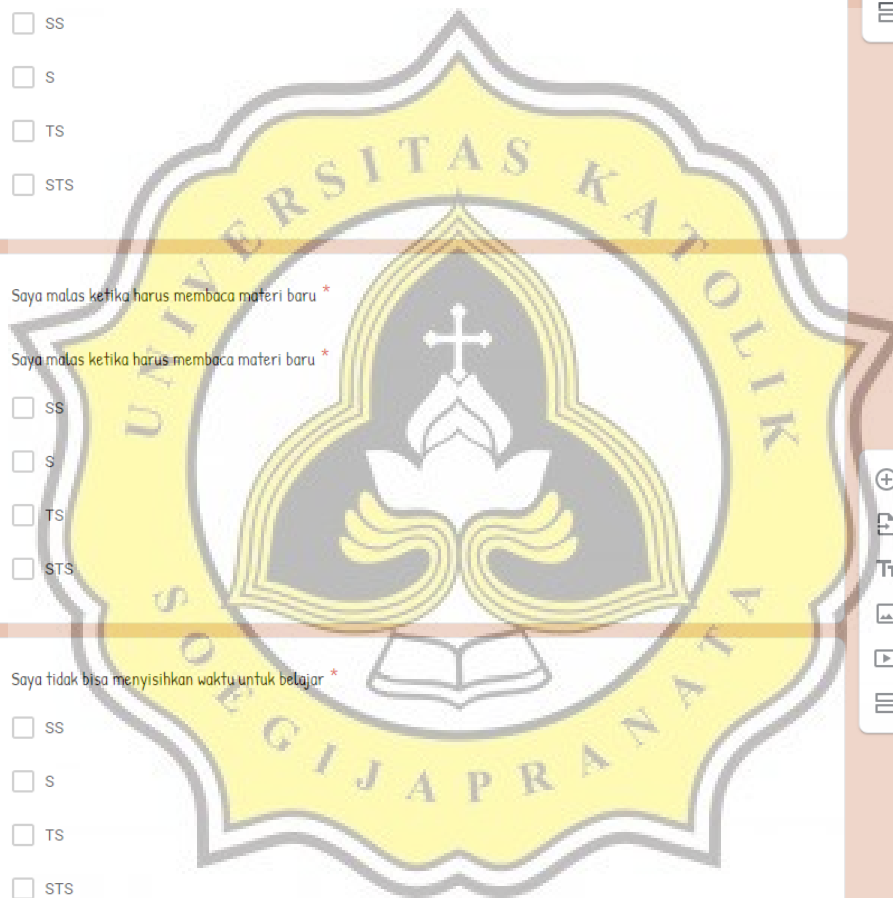 SS
S
TS
STS
Saya malas ketika harus membaca materi baru *
Saya malas ketika harus membaca materi baru *
SS
S
TS
STS
Saya tidak bisa menyisihkan waktu untuk belajar *
SS
S
TS
STS
UNIVERSITAS KATOLIK
SOEGIJAPRANATA